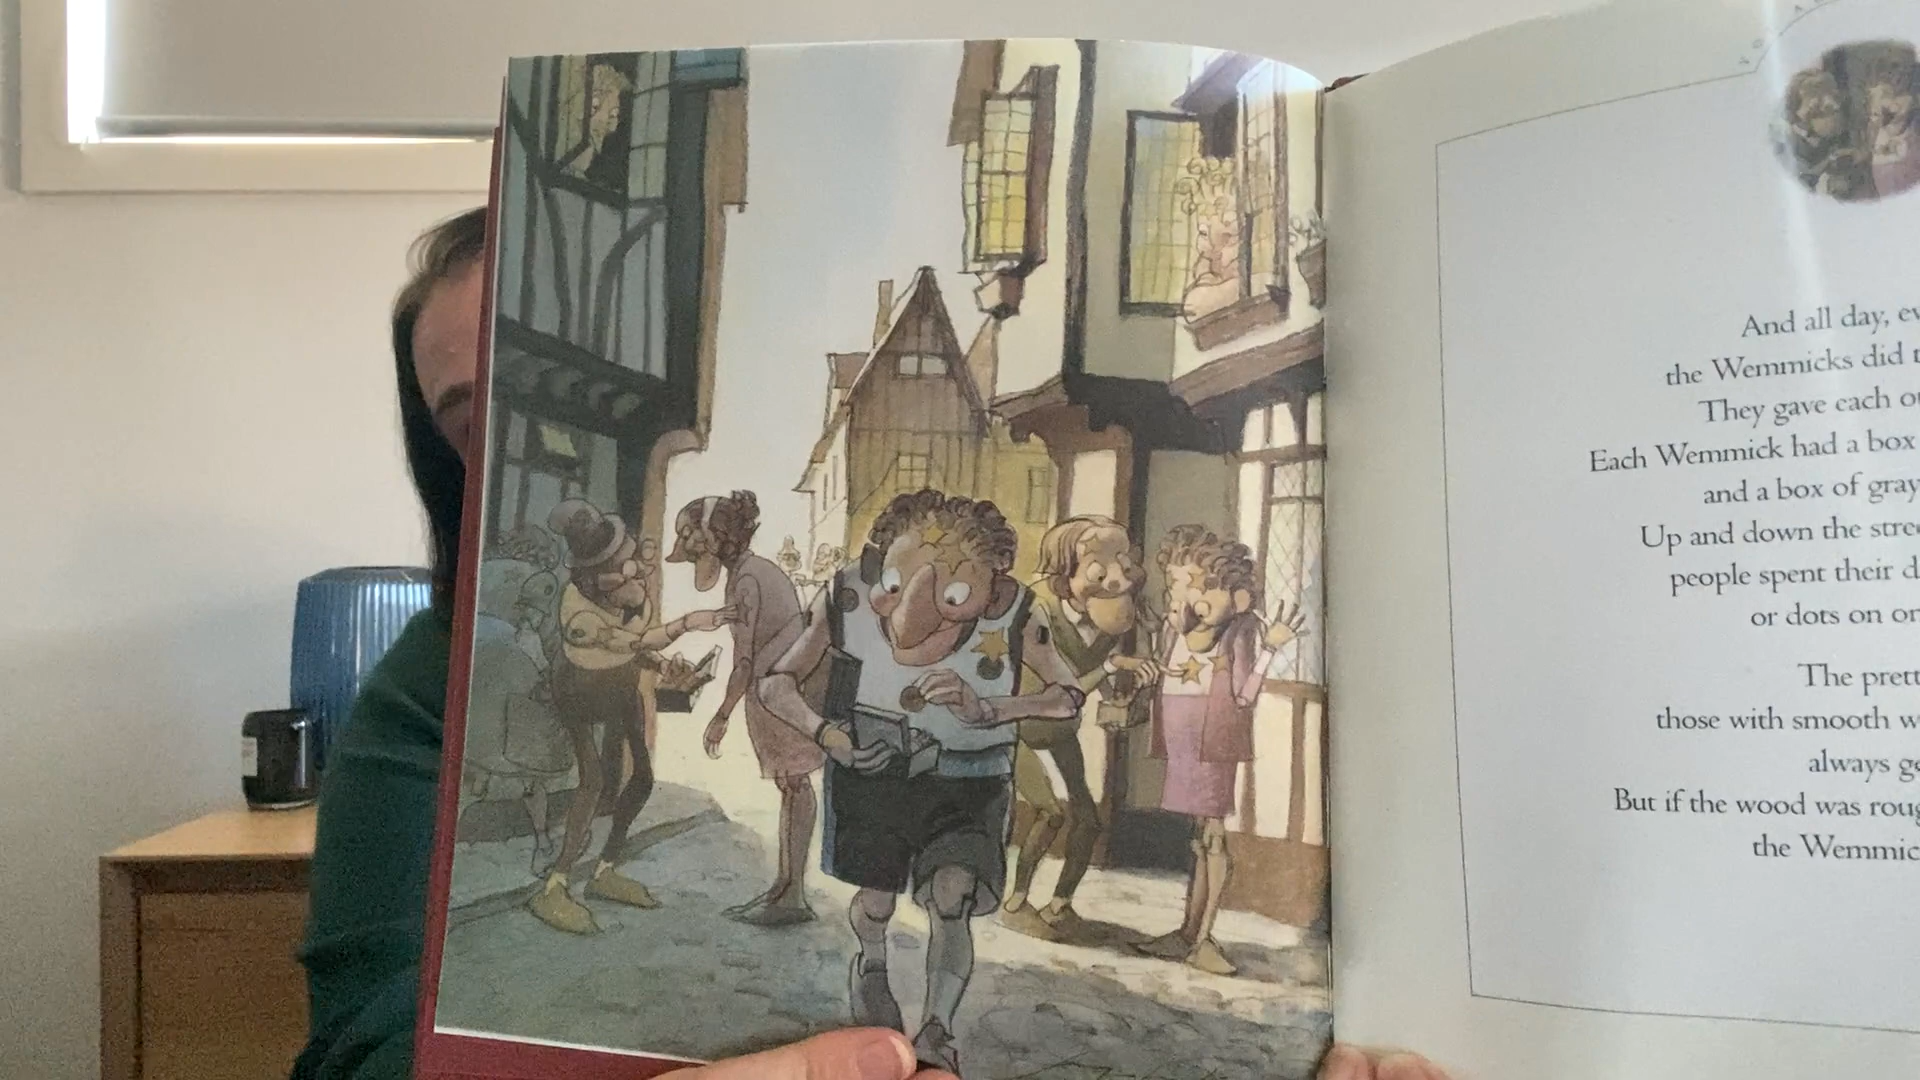 And all day, ev
the Wemmicks did t
They gave each o
Each Wemmick had a box
and a box of gray
Up and down the stre
people spent their d
or dots on on
The prett
those with smooth w
always ge
But if the wood was roug
the Wemmic